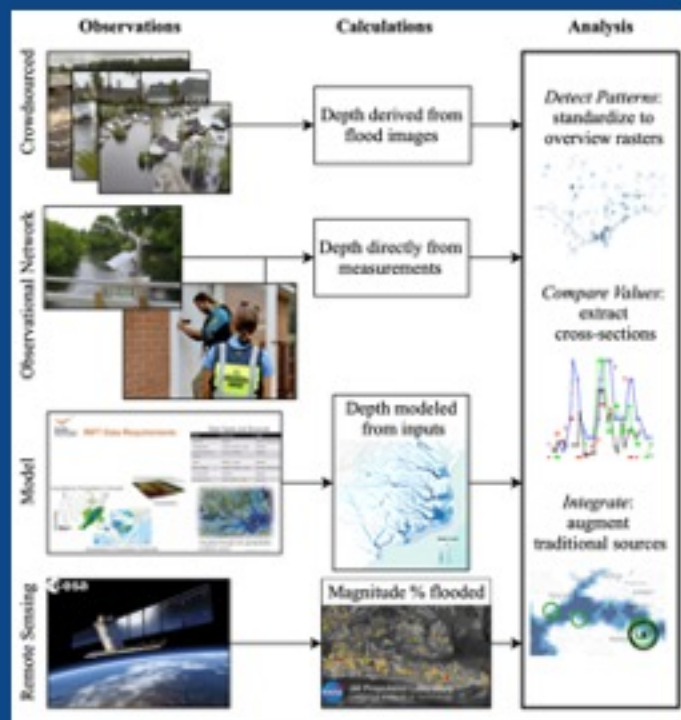 Observations
Calculations
Analysis
Crowdsourced
Depth derived from
flood images
Detect Patterns:
standardize to
overview rasters
Observational Network
Depth directly from
measurements
Compare Values:
extract
cross-sections
Model
Depth modeled
from inputs
Integrate:
augment
traditional sources
Remote Sensing
esa
Magnitude % flooded